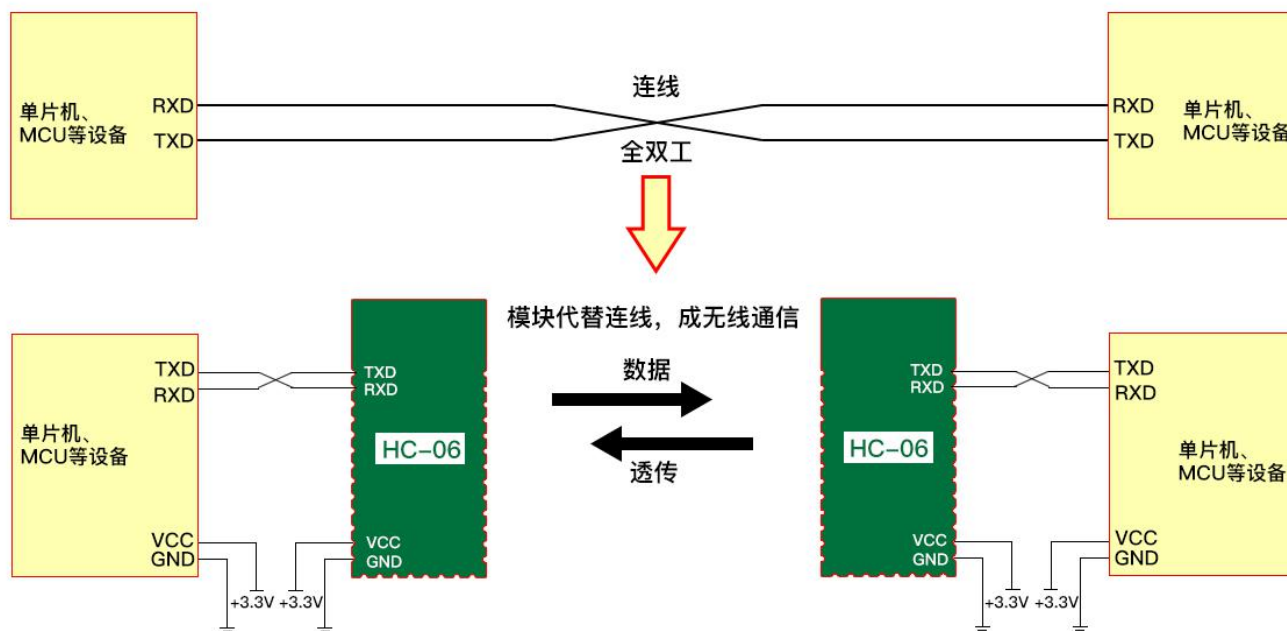 连线
RXD
TXD
单片机、
MCU等设备
RXD
TXD
单片机、
MCU等设备
全双工
模块代替连线，成无线通信
数据
透传
TXD
RXD
单片机、
MCU等设备
VCC
GND
+3.3V
+3.3V
TXD
RXD
HC-06
VCC
GND
TXD
RXD
HC-06
VCC
GND
+3.3V
+3.3V
TXD
RXD
单片机、
MCU等设备
VCC
GND